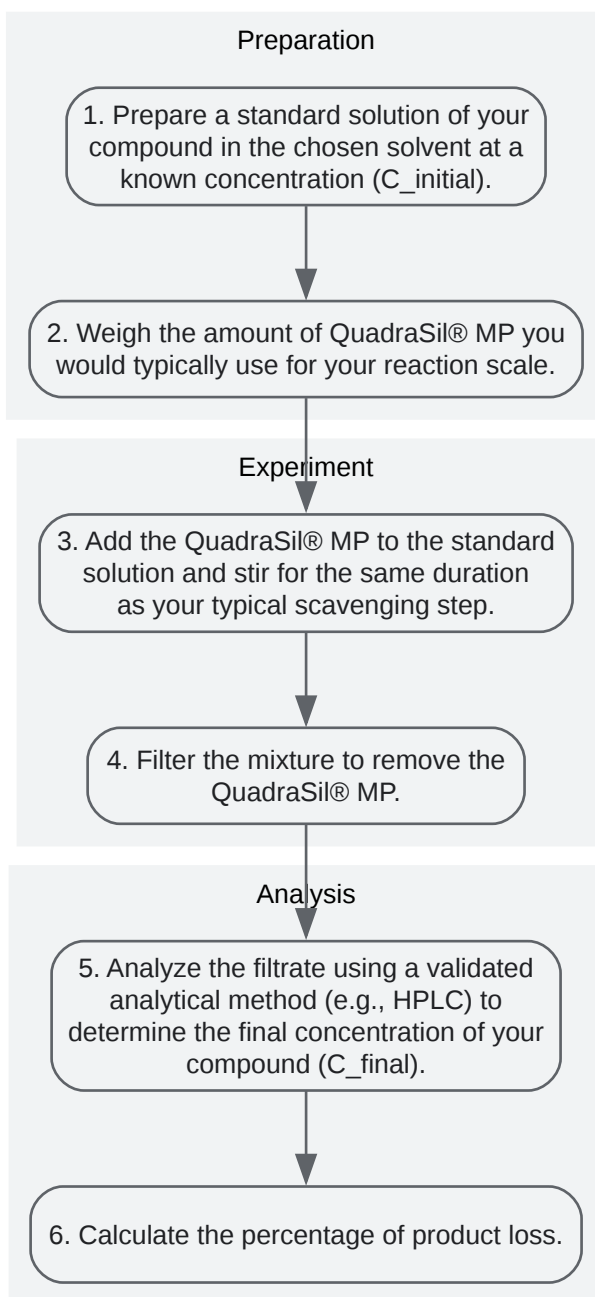 Preparation
1. Prepare a standard solution of your
compound in the chosen solvent at a
known concentration (C_initial).
2. Weigh the amount of QuadraSil® MP you
would typically use for your reaction scale.
Experiment
3. Add the QuadraSil® MP to the standard
solution and stir for the same duration
as your typical scavenging step.
4. Filter the mixture to remove the
QuadraSil® MP.
Analysis
5. Analyze the filtrate using a validated
analytical method (e.g., HPLC) to
determine the final concentration of your
compound (C_final).
6. Calculate the percentage of product loss.